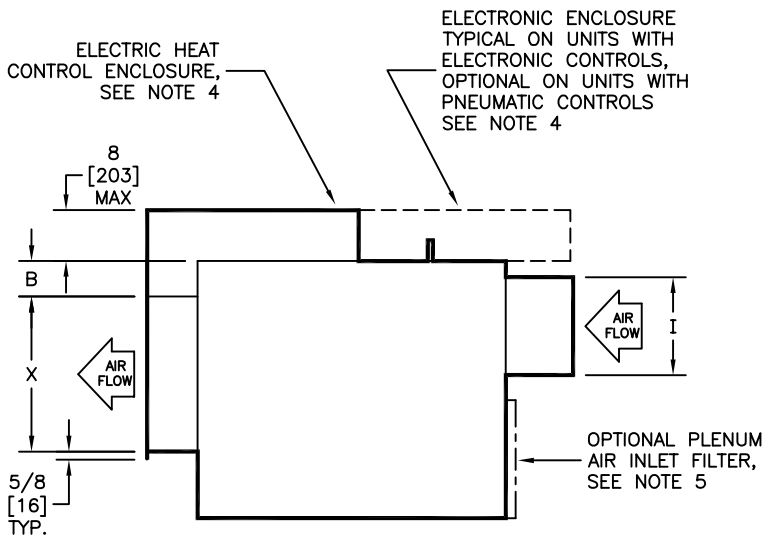 ELECTRIC HEAT
CONTROL ENCLOSURE,
SEE NOTE 4
ELECTRONIC ENCLOSURE
TYPICAL ON UNITS WITH
ELECTRONIC CONTROLS,
OPTIONAL ON UNITS WITH
PNEUMATIC CONTROLS
SEE NOTE 4
8
[203]
MAX
B
X
AIR
FLOW
AIR
FLOW
I
5/8
[16]
TYP.
OPTIONAL PLENUM
AIR INLET FILTER,
SEE NOTE 5